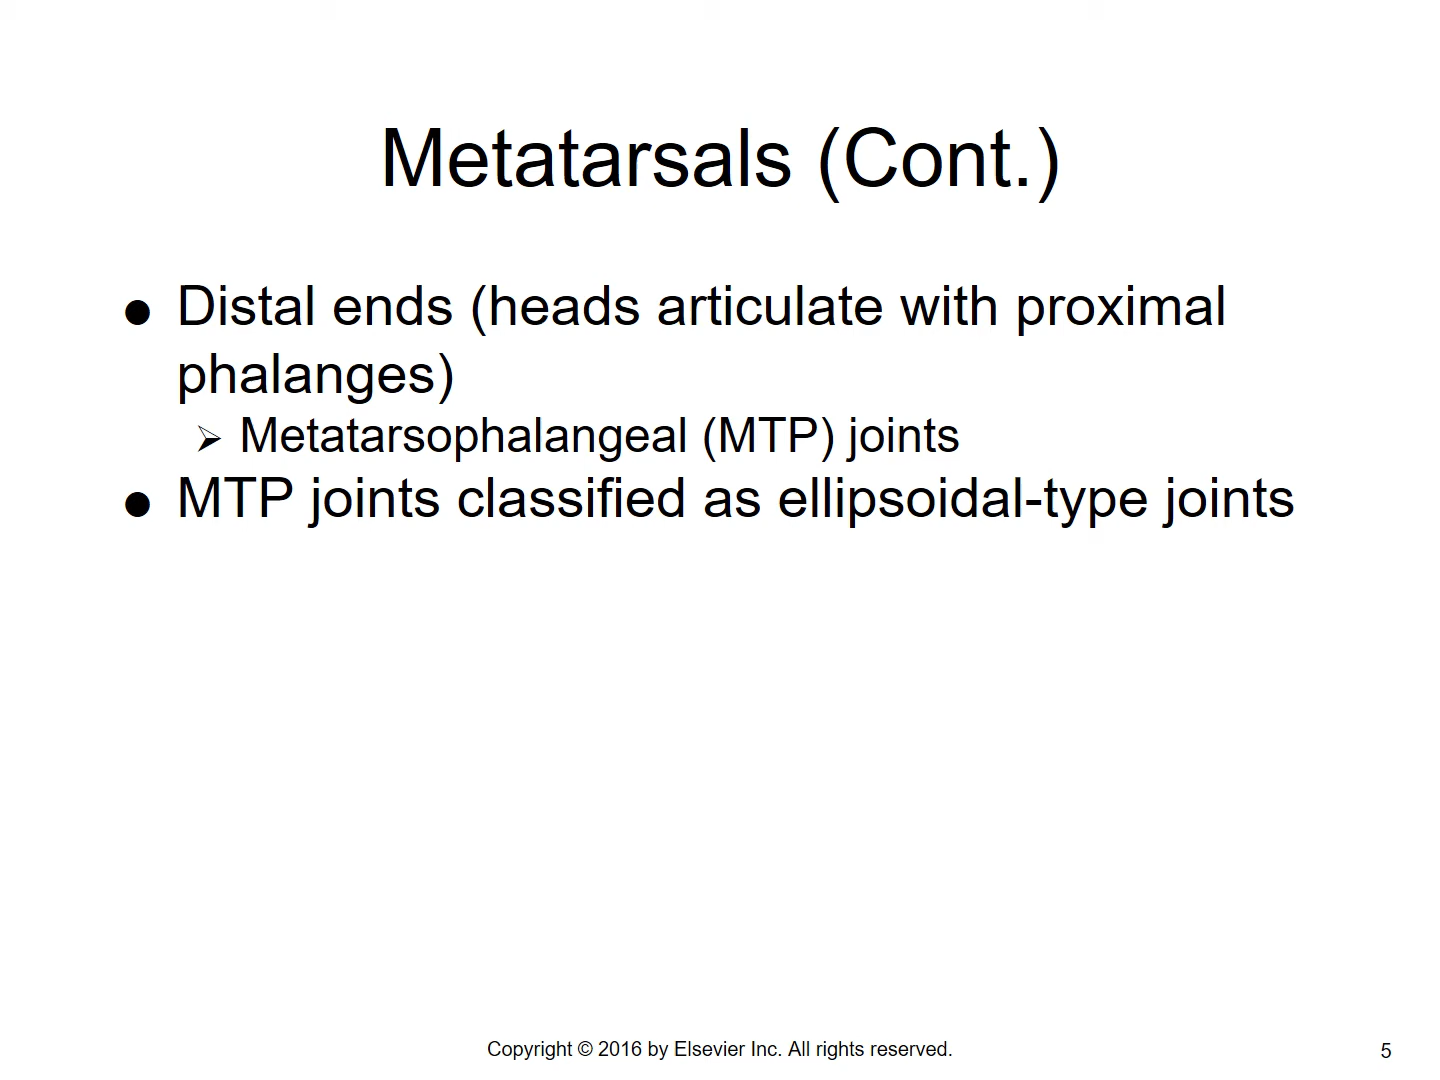 Metatarsals (Cont.)
● Distal ends (heads articulate with proximal
phalanges)
➢ Metatarsophalangeal (MTP) joints
● MTP joints classified as ellipsoidal-type joints
Copyright © 2016 by Elsevier Inc. All rights reserved.
5